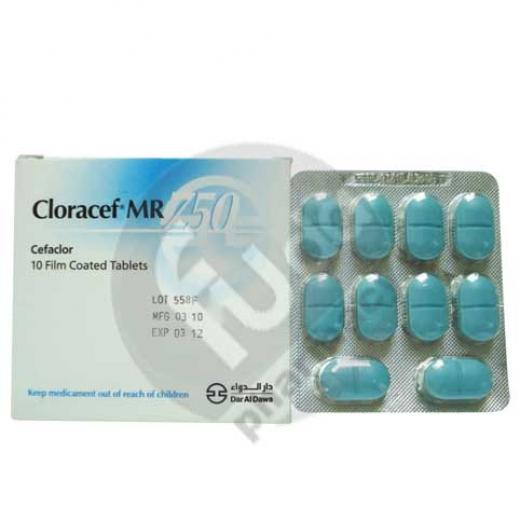 Cloracef® MR 750
Cefaclor
10 Film Coated Tablets
LOT 558F
MFG 03 10
EXP 03 12
Keep medicament out of reach of children
دار الدواء
Dar Al Dawa